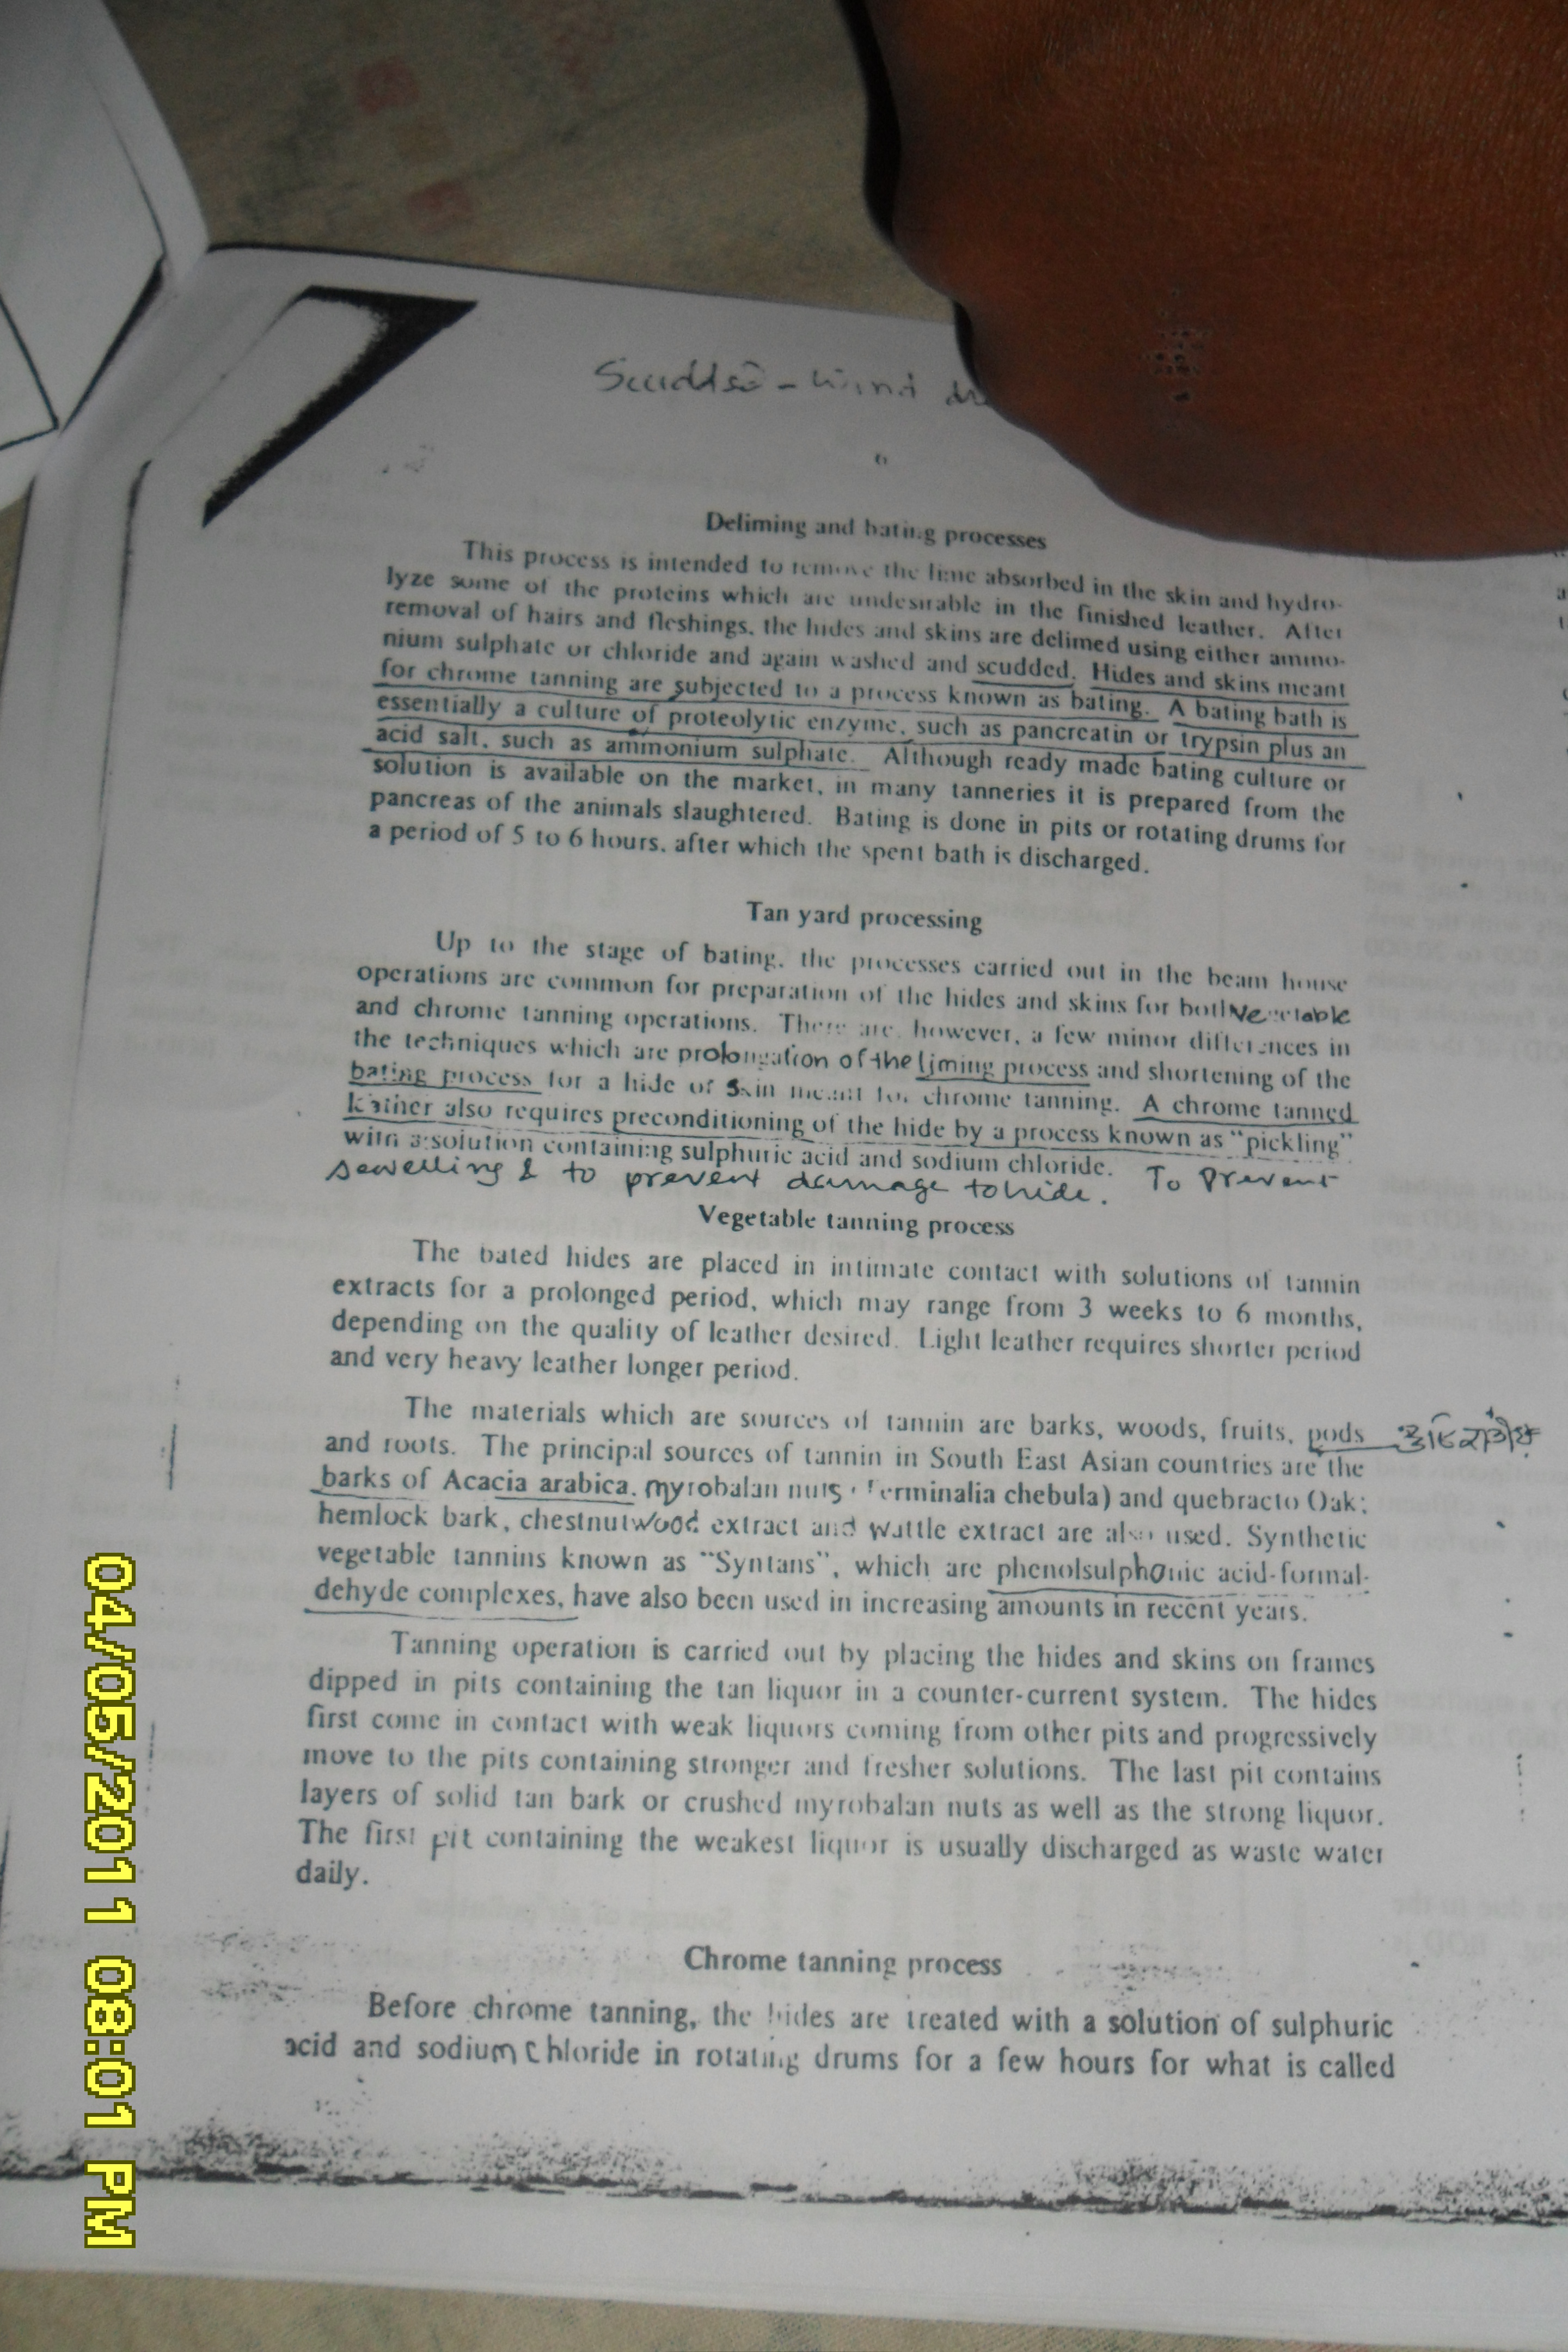 Deliming and bating processes
This process is intended to remove the lime absorbed in the skin and hydro-
lyze some of the proteins which are undesirable in the finished leather. After
removal of hairs and fleshings, the hides and skins are delimed using either ammo-
nium sulphate or chloride and again washed and scudded. Hides and skins meant
for chrome tanning are subjected to a process known as bating. A bating bath is
essentially a culture of proteolytic enzyme, such as pancreatin or trypsin plus an
acid salt, such as ammonium sulphate. Although ready made bating culture or
solution is available on the market, in many tanneries it is prepared from the
pancreas of the animals slaughtered. Bating is done in pits or rotating drums for
a period of 5 to 6 hours, after which the spent bath is discharged.
Tan yard processing
Up to the stage of bating, the processes carried out in the beam house
operations are common for preparation of the hides and skins for both Vegetable
and chrome tanning operations. There are, however, a few minor differences in
the techniques which are prolongation of the liming process and shortening of the
bating process for a hide or skin meant for chrome tanning. A chrome tanned
leather also requires preconditioning of the hide by a process known as "pickling"
with a solution containing sulphuric acid and sodium chloride. To Prevent
sewelling & to prevent damage to hide.
Vegetable tanning process
The bated hides are placed in intimate contact with solutions of tannin
extracts for a prolonged period, which may range from 3 weeks to 6 months,
depending on the quality of leather desired. Light leather requires shorter period
and very heavy leather longer period.
The materials which are sources of tannin are barks, woods, fruits, pods
and roots. The principal sources of tannin in South East Asian countries are the
barks of Acacia arabica, myrobalan nuts (Terminalia chebula) and quebracto Oak;
hemlock bark, chestnutwood extract and wattle extract are also used. Synthetic
vegetable tannins known as "Syntans", which are phenolsulphonic acid-formal-
dehyde complexes, have also been used in increasing amounts in recent years.
Tanning operation is carried out by placing the hides and skins on frames
dipped in pits containing the tan liquor in a counter-current system. The hides
first come in contact with weak liquors coming from other pits and progressively
move to the pits containing stronger and fresher solutions. The last pit contains
layers of solid tan bark or crushed myrobalan nuts as well as the strong liquor.
The first pit containing the weakest liquor is usually discharged as waste water
daily.
Chrome tanning process
Before chrome tanning, the hides are treated with a solution of sulphuric
acid and sodium Chloride in rotating drums for a few hours for what is called
04/05/2011 08:01 PM